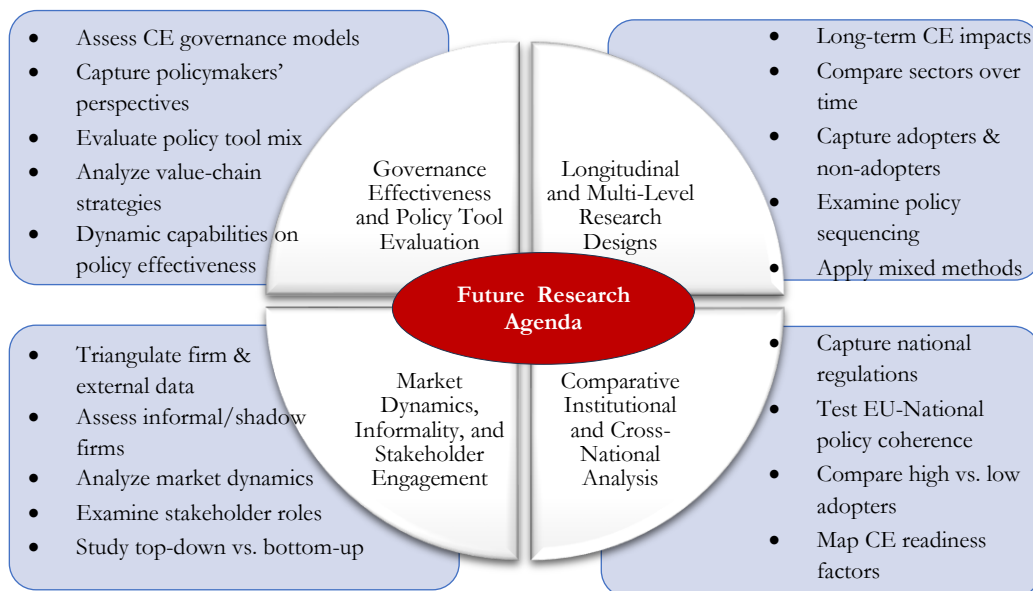 • Assess CE governance models
• Capture policymakers’
perspectives
• Evaluate policy tool mix
• Analyze value-chain
strategies
• Dynamic capabilities on
policy effectiveness
Governance
Effectiveness
and Policy Tool
Evaluation
Longitudinal
and Multi-Level
Research
Designs
• Long-term CE impacts
• Compare sectors over
time
• Capture adopters &
non-adopters
• Examine policy
sequencing
• Apply mixed methods
Future Research
Agenda
• Triangulate firm &
external data
• Assess informal/shadow
firms
• Analyze market dynamics
• Examine stakeholder roles
• Study top-down vs. bottom-up
Market
Dynamics,
Informality, and
Stakeholder
Engagement
Comparative
Institutional
and Cross-
National
Analysis
• Capture national
regulations
• Test EU-National
policy coherence
• Compare high vs. low
adopters
• Map CE readiness
factors